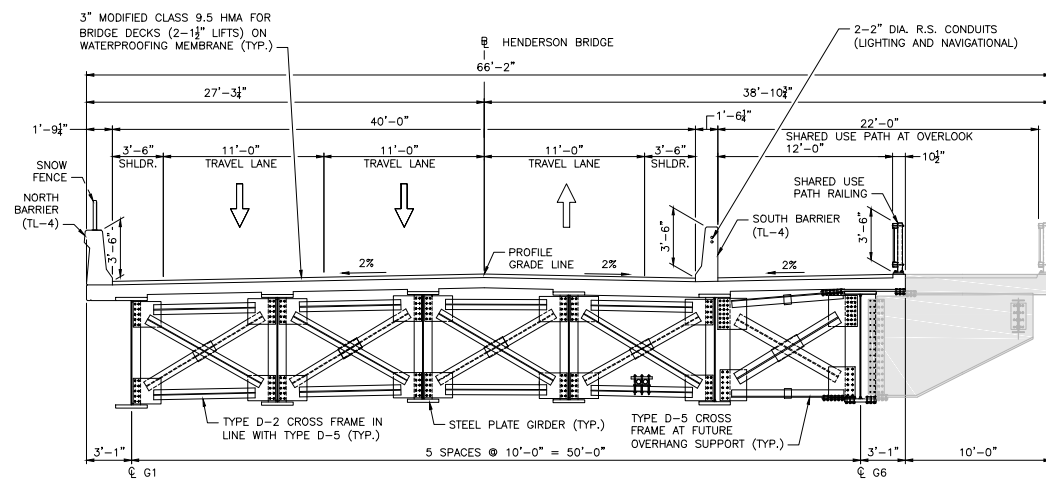 3" MODIFIED CLASS 9.5 HMA FOR
BRIDGE DECKS (2-1½" LIFTS) ON
WATERPROOFING MEMBRANE (TYP.)
℄ HENDERSON BRIDGE
2-2" DIA. R.S. CONDUITS
(LIGHTING AND NAVIGATIONAL)
66'-2"
27'-3¼"
38'-10¾"
1'-9¼"
40'-0"
1'-6¼"
22'-0"
SHARED USE PATH AT OVERLOOK
3'-6"
SHLDR.
11'-0"
TRAVEL LANE
11'-0"
TRAVEL LANE
11'-0"
TRAVEL LANE
3'-6"
SHLDR.
12'-0"
10½"
SNOW
FENCE
NORTH
BARRIER
(TL-4)
3'-6"
SHARED USE
PATH RAILING
3'-6"
SOUTH BARRIER
(TL-4)
3'-6"
PROFILE
GRADE LINE
2%
2%
2%
TYPE D-2 CROSS FRAME IN
LINE WITH TYPE D-5 (TYP.)
STEEL PLATE GIRDER (TYP.)
TYPE D-5 CROSS
FRAME AT FUTURE
OVERHANG SUPPORT (TYP.)
3'-1"
5 SPACES @ 10'-0" = 50'-0"
3'-1"
10'-0"
℄ G1
℄ G6